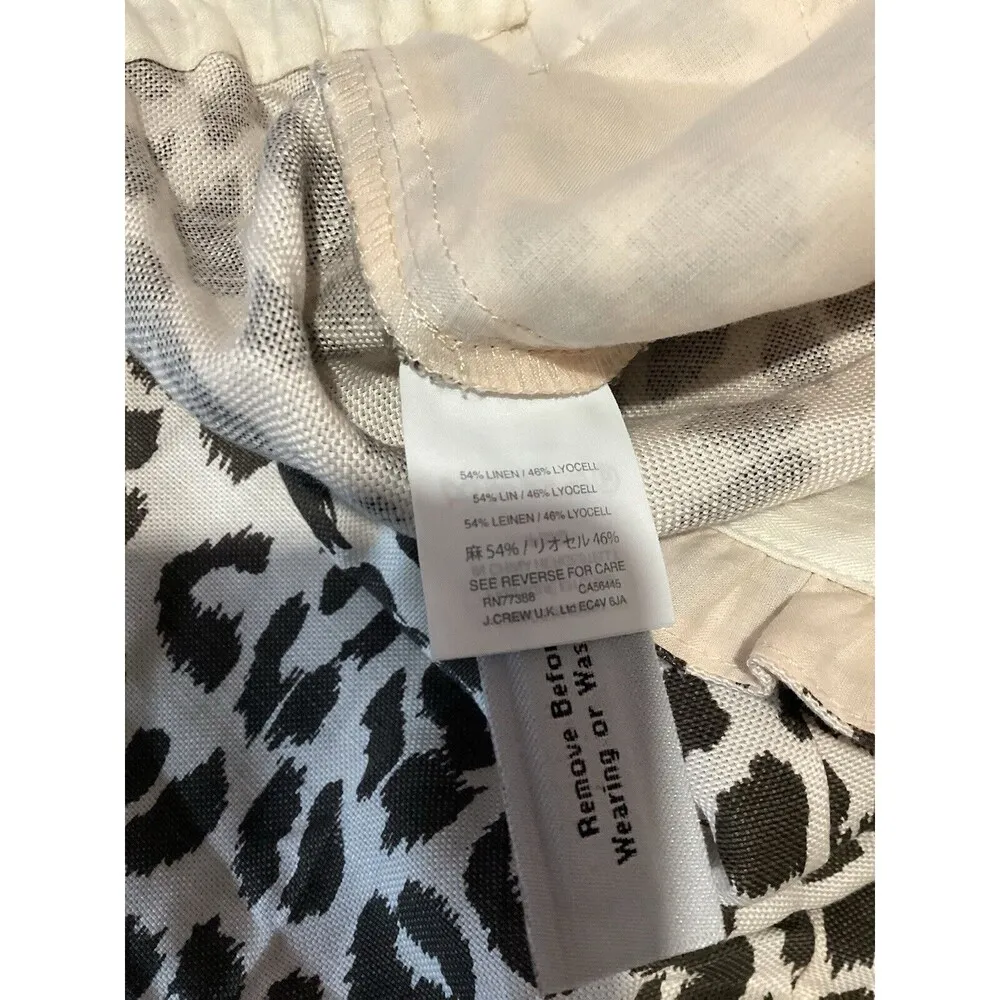 54% LINEN / 46% LYOCELL
54% LIN / 46% LYOCELL
54% LEINEN / 46% LYOCELL
麻 54% / リオセル 46%
SEE REVERSE FOR CARE
RN77388 CA56445
J.CREW U.K. Ltd EC4V 6JA
Remove Befor
Wearing or Was